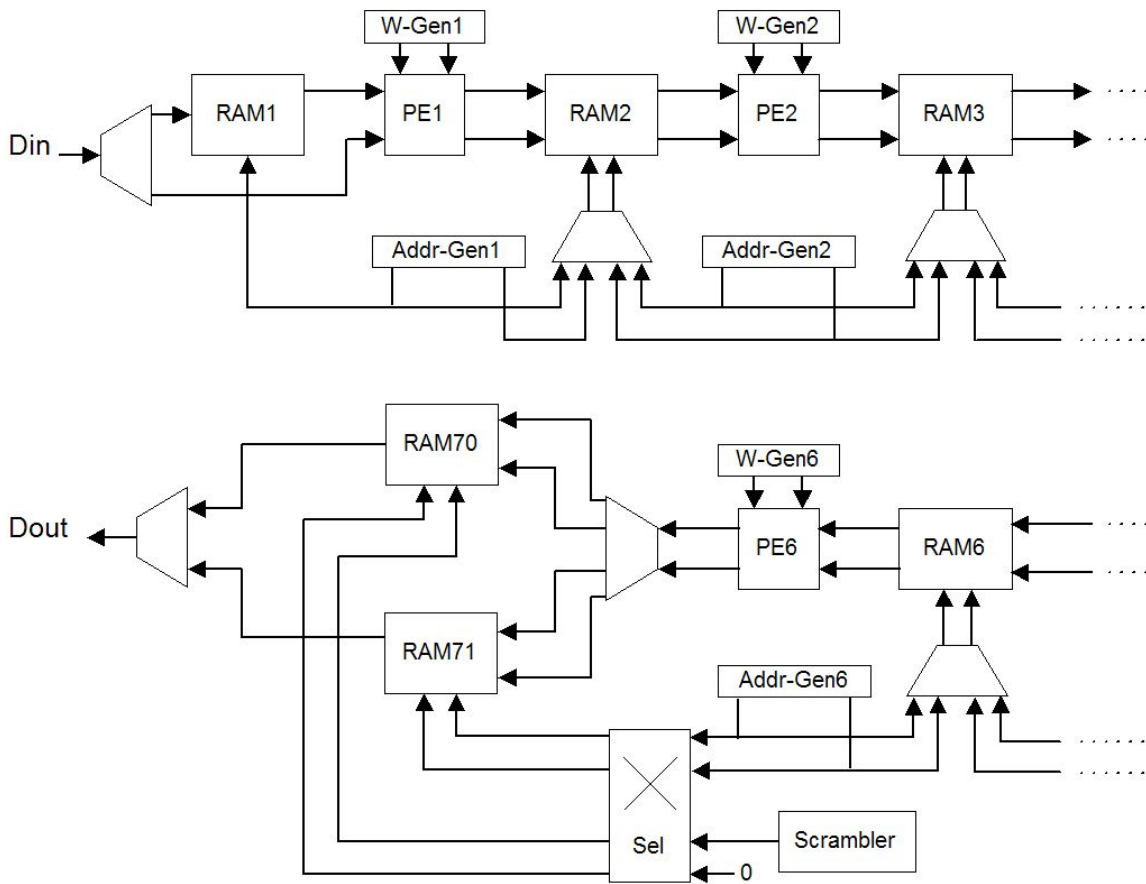 W-Gen1
W-Gen2
RAM1
PE1
RAM2
PE2
RAM3
Din
Addr-Gen1
Addr-Gen2
RAM70
W-Gen6
Dout
PE6
RAM6
RAM71
Addr-Gen6
Sel
Scrambler
0